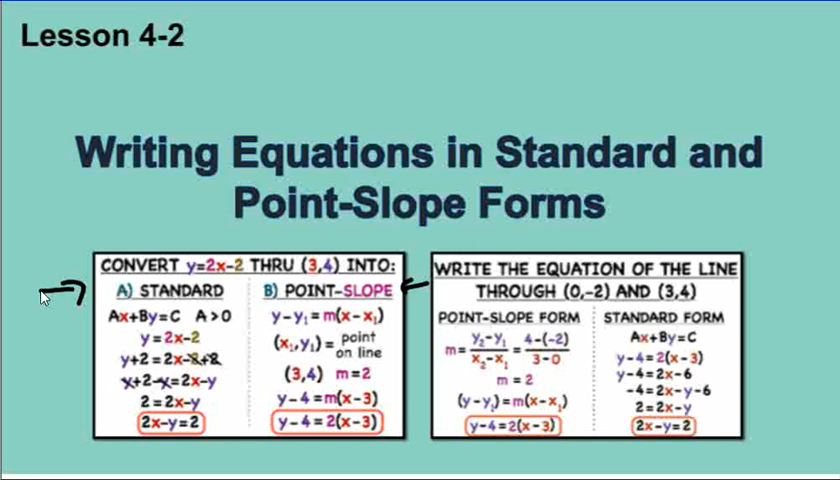 Lesson 4-2
Writing Equations in Standard and
Point-Slope Forms
CONVERT y=2x-2 THRU (3,4) INTO:
A) STANDARD
Ax+By=C A>0
y=2x-2
y+2=2x-2+2
x+2-x=2x-y
2=2x-y
2x-y=2
B) POINT-SLOPE
y-y₁=m(x-x₁)
(x₁,y₁)= point
on line
(3,4) m=2
y-4=m(x-3)
y-4=2(x-3)
WRITE THE EQUATION OF THE LINE
THROUGH (0,-2) AND (3,4)
POINT-SLOPE FORM
m= y₂-y₁ / x₂-x₁ = 4-(-2) / 3-0
m=2
(y-y₁)=m(x-x₁)
y-4=2(x-3)
STANDARD FORM
Ax+By=C
y-4=2(x-3)
y-4=2x-6
-4=2x-y-6
2=2x-y
2x-y=2